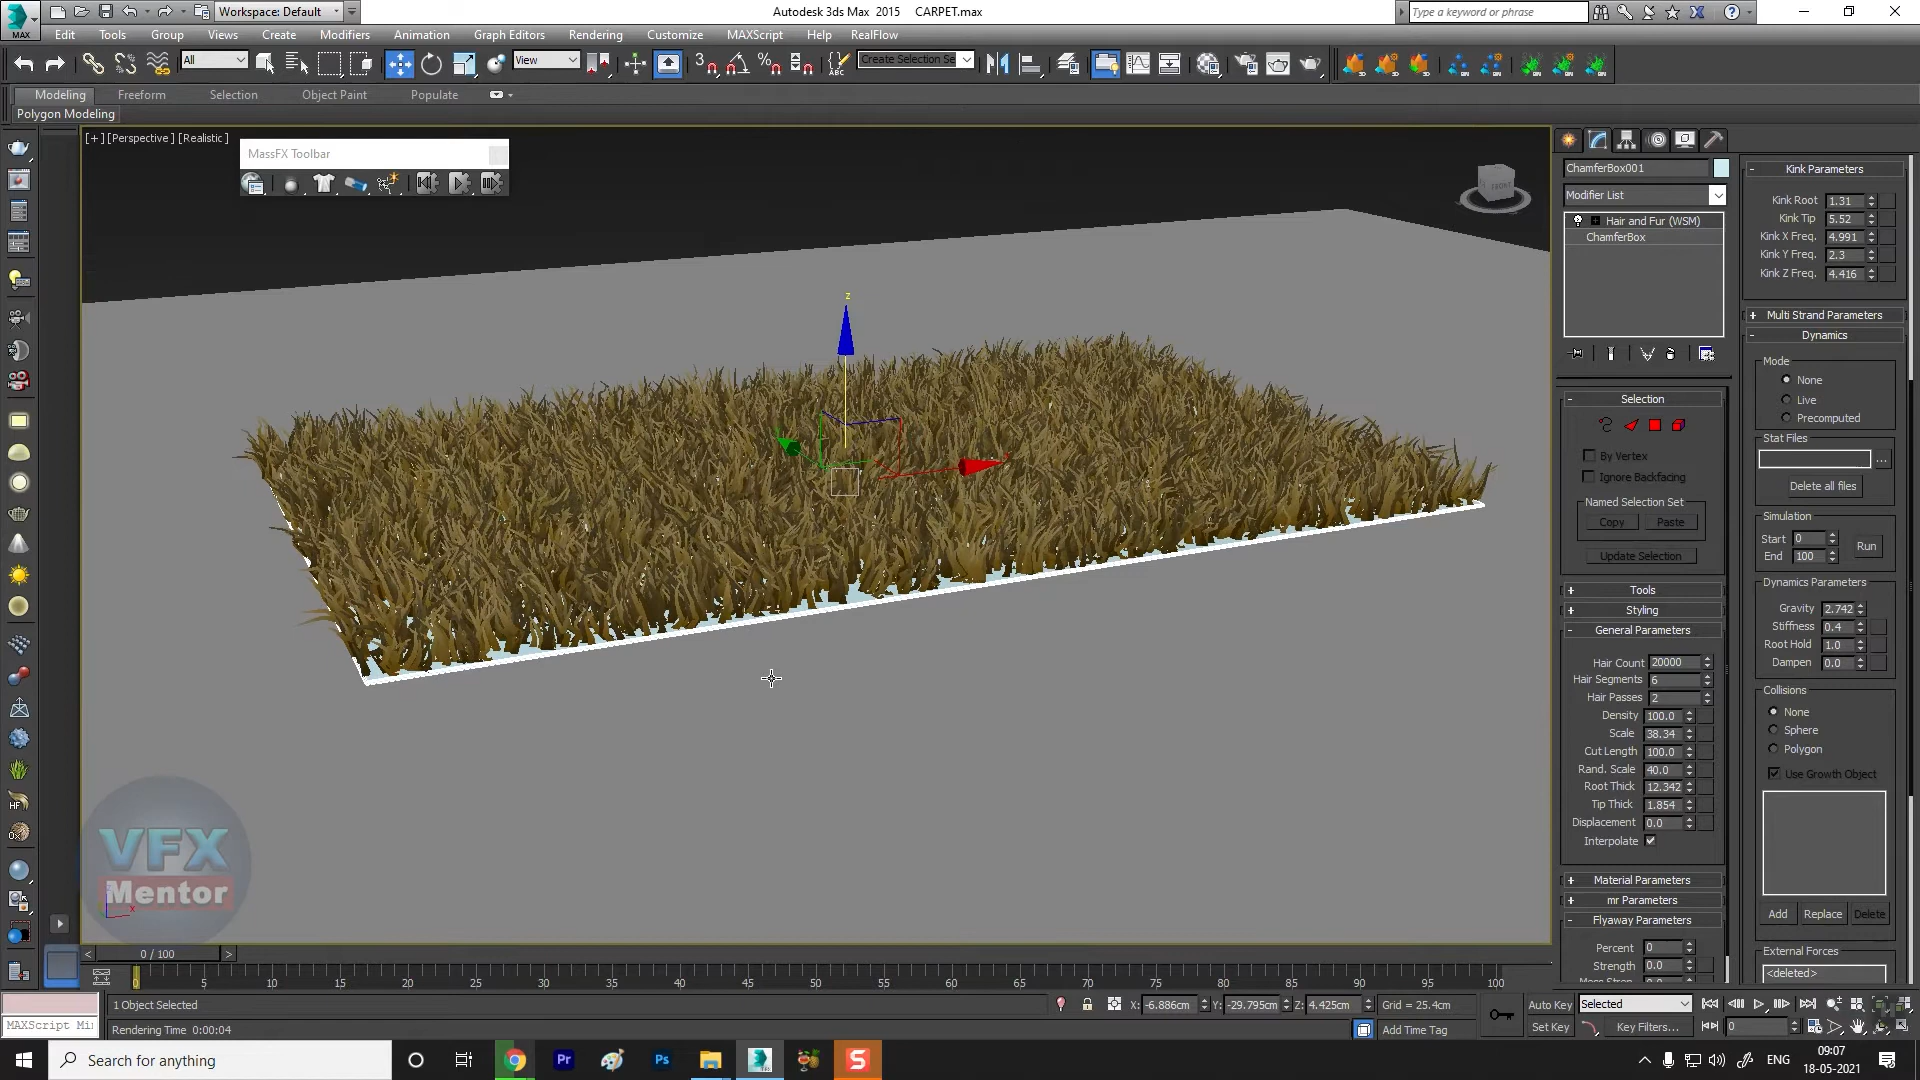 MAX
Workspace: Default
Autodesk 3ds Max 2015 CARPET.max
Type a keyword or phrase
Edit Tools Group Views Create Modifiers Animation Graph Editors Rendering Customize MAXScript Help RealFlow
All
View
3
ABC
Create Selection Se
Modeling Freeform Selection Object Paint Populate
Polygon Modeling
[+] [Perspective] [Realistic]
MassFX Toolbar
z
FRONT
ChamferBox001
Modifier List
Hair and Fur (WSM)
ChamferBox
- Selection
By Vertex
Ignore Backfacing
Named Selection Set
Copy Paste
Update Selection
+ Tools
+ Styling
- General Parameters
Hair Count 20000
Hair Segments 6
Hair Passes 2
Density 100.0
Scale 38.34
Cut Length 100.0
Rand. Scale 40.0
Root Thick 12.342
Tip Thick 1.854
Displacement 0.0
Interpolate
+ Material Parameters
+ mr Parameters
- Flyaway Parameters
Percent 0
Strength 0.0
- Kink Parameters
Kink Root 1.31
Kink Tip 5.52
Kink X Freq. 4.991
Kink Y Freq. 2.3
Kink Z Freq. 4.416
+ Multi Strand Parameters
- Dynamics
Mode
None
Live
Precomputed
Stat Files
...
Delete all files
Simulation
Start 0
End 100
Run
Dynamics Parameters
Gravity 2.742
Stiffness 0.4
Root Hold 1.0
Dampen 0.0
Collisions
None
Sphere
Polygon
Use Growth Object
Add Replace Delete
External Forces
<deleted>
HF
VFX
Mentor
x
< 0 / 100 >
0 5 10 15 20 25 30 35 40 45 50 55 60 65 70 75 80 85 90 95 100
1 Object Selected
X: -6.886cm Y: -29.795cm Z: 4.425cm Grid = 25.4cm
Auto Key Selected
MAXScript Mi
Rendering Time 0:00:04
Add Time Tag
Set Key Key Filters... 0
Search for anything
Pr
Ps
S
ENG
09:07
18-05-2021